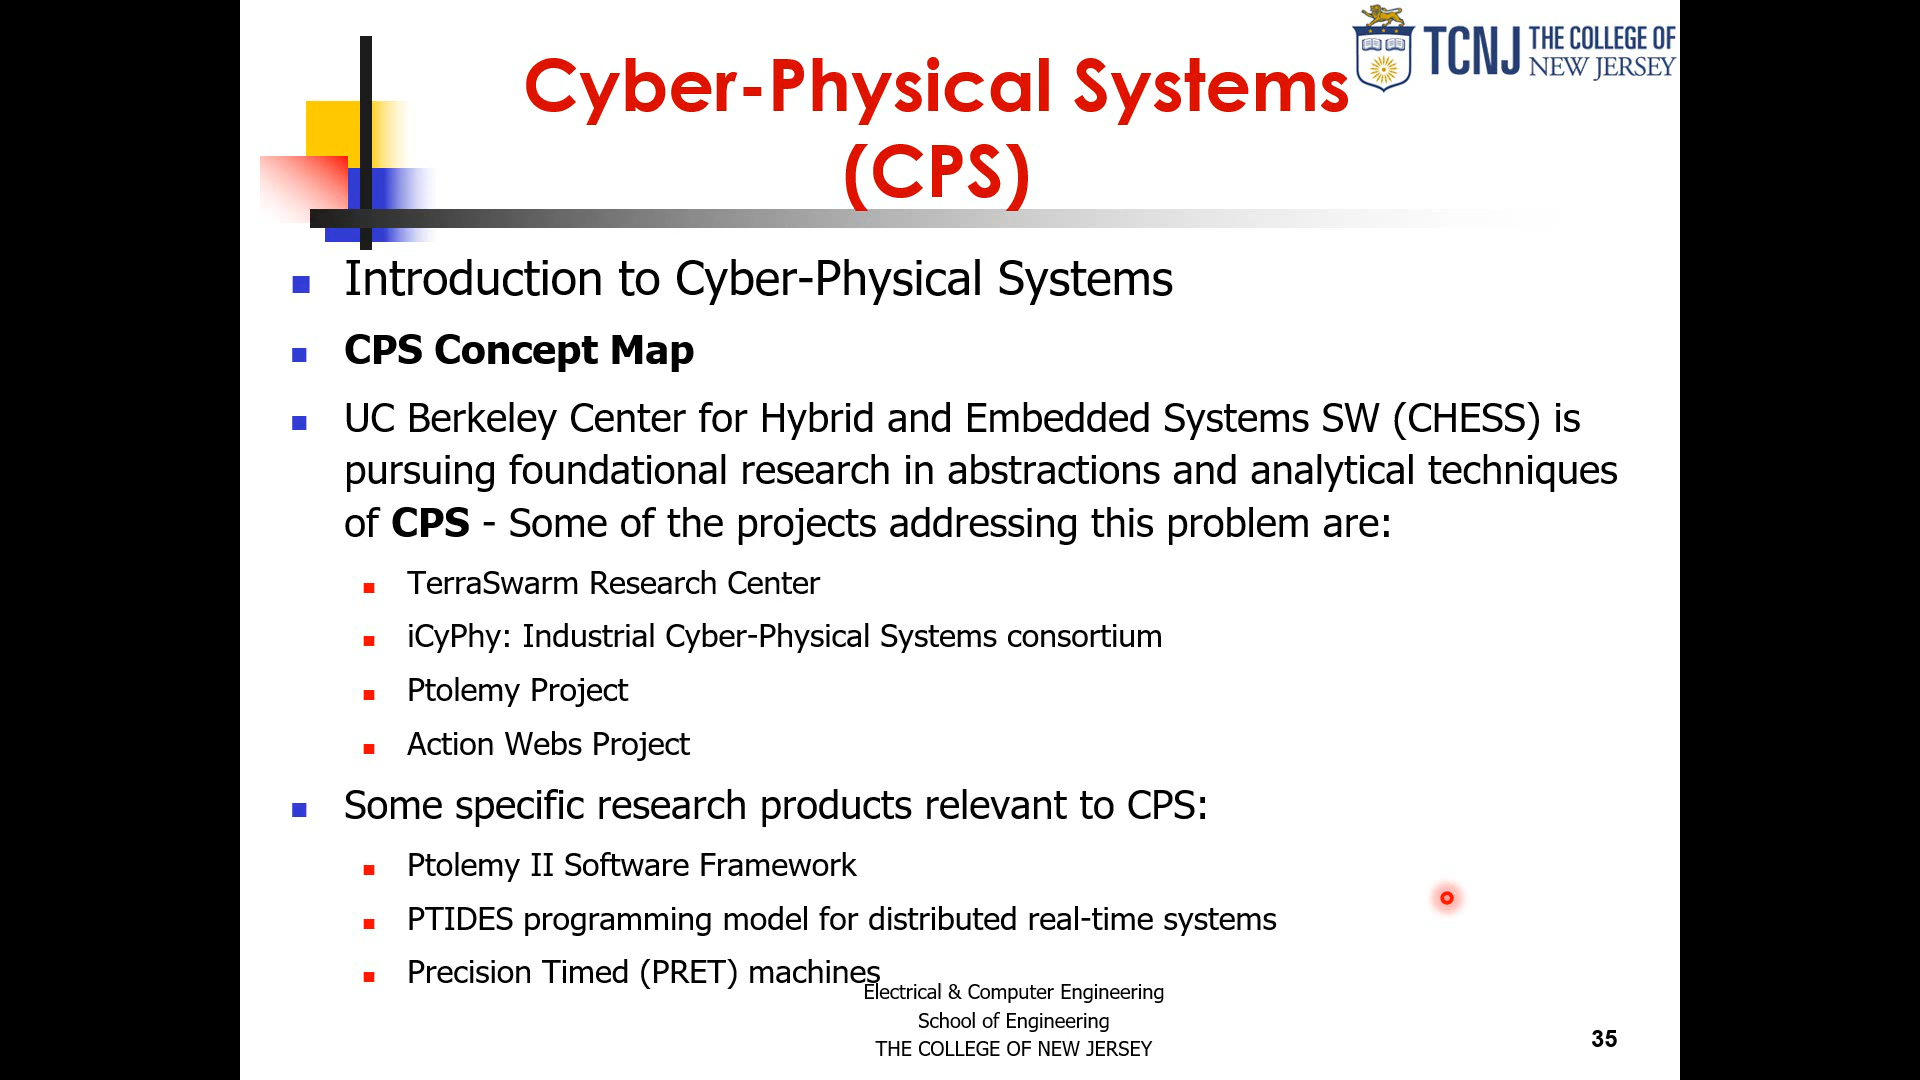 TCNJ THE COLLEGE OF
NEW JERSEY
Cyber-Physical Systems
(CPS)
Introduction to Cyber-Physical Systems
CPS Concept Map
UC Berkeley Center for Hybrid and Embedded Systems SW (CHESS) is
pursuing foundational research in abstractions and analytical techniques
of CPS - Some of the projects addressing this problem are:
TerraSwarm Research Center
iCyPhy: Industrial Cyber-Physical Systems consortium
Ptolemy Project
Action Webs Project
Some specific research products relevant to CPS:
Ptolemy II Software Framework
PTIDES programming model for distributed real-time systems
Precision Timed (PRET) machines
Electrical & Computer Engineering
School of Engineering
THE COLLEGE OF NEW JERSEY
35